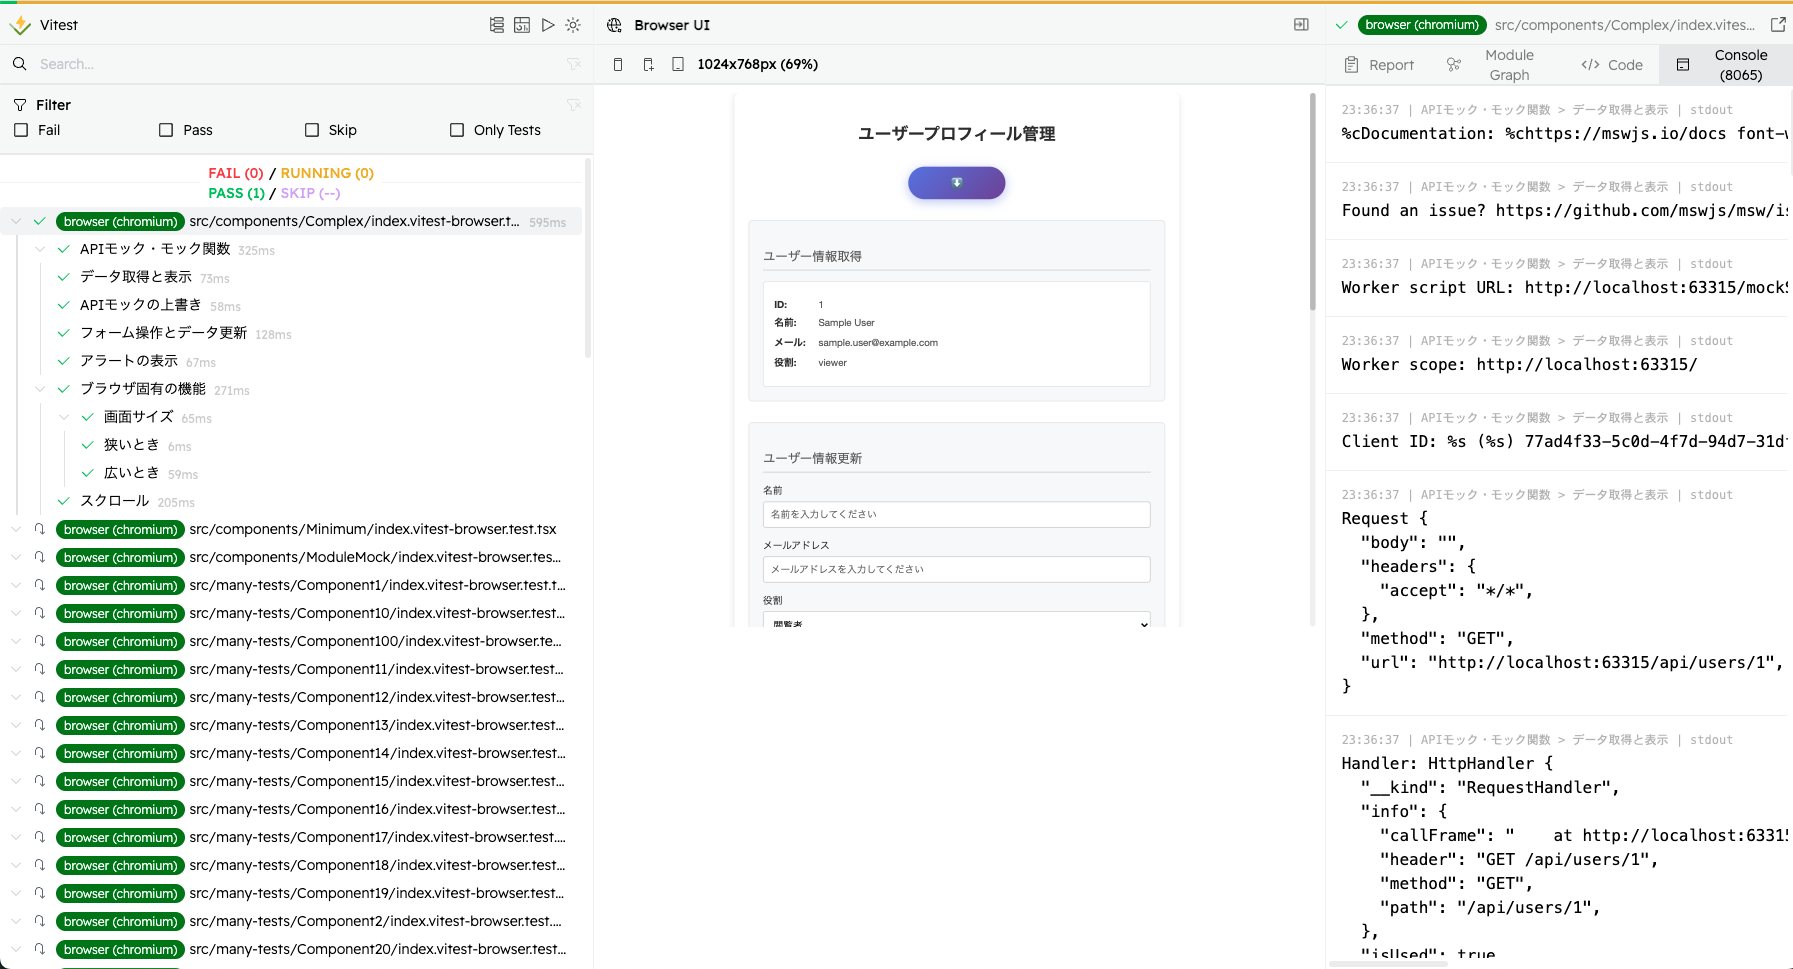 Vitest
Search...
Filter
Fail
Pass
Skip
Only Tests
FAIL (0) / RUNNING (0)
PASS (1) / SKIP (--)
browser (chromium) src/components/Complex/index.vitest-browser.t... 595ms
APIモック・モック関数 325ms
データ取得と表示 73ms
APIモックの上書き 58ms
フォーム操作とデータ更新 128ms
アラートの表示 67ms
ブラウザ固有の機能 271ms
画面サイズ 65ms
狭いとき 6ms
広いとき 59ms
スクロール 205ms
browser (chromium) src/components/Minimum/index.vitest-browser.test.tsx
browser (chromium) src/components/ModuleMock/index.vitest-browser.tes...
browser (chromium) src/many-tests/Component1/index.vitest-browser.test.t...
browser (chromium) src/many-tests/Component10/index.vitest-browser.test...
browser (chromium) src/many-tests/Component100/index.vitest-browser.te...
browser (chromium) src/many-tests/Component11/index.vitest-browser.test...
browser (chromium) src/many-tests/Component12/index.vitest-browser.test...
browser (chromium) src/many-tests/Component13/index.vitest-browser.test...
browser (chromium) src/many-tests/Component14/index.vitest-browser.test...
browser (chromium) src/many-tests/Component15/index.vitest-browser.test...
browser (chromium) src/many-tests/Component16/index.vitest-browser.test...
browser (chromium) src/many-tests/Component17/index.vitest-browser.test....
browser (chromium) src/many-tests/Component18/index.vitest-browser.test...
browser (chromium) src/many-tests/Component19/index.vitest-browser.test...
browser (chromium) src/many-tests/Component2/index.vitest-browser.test....
browser (chromium) src/many-tests/Component20/index.vitest-browser.test...
Browser UI
1024x768px (69%)
ユーザープロフィール管理
ユーザー情報取得
ID: 1
名前: Sample User
メール: sample.user@example.com
役割: viewer
ユーザー情報更新
名前
名前を入力してください
メールアドレス
メールアドレスを入力してください
役割
閲覧者
browser (chromium) src/components/Complex/index.vites...
Report
Module Graph
Code
Console (8065)
23:36:37 | APIモック・モック関数 > データ取得と表示 | stdout
%cDocumentation: %chttps://mswjs.io/docs font-w
23:36:37 | APIモック・モック関数 > データ取得と表示 | stdout
Found an issue? https://github.com/mswjs/msw/is
23:36:37 | APIモック・モック関数 > データ取得と表示 | stdout
Worker script URL: http://localhost:63315/mockS
23:36:37 | APIモック・モック関数 > データ取得と表示 | stdout
Worker scope: http://localhost:63315/
23:36:37 | APIモック・モック関数 > データ取得と表示 | stdout
Client ID: %s (%s) 77ad4f33-5c0d-4f7d-94d7-31df
23:36:37 | APIモック・モック関数 > データ取得と表示 | stdout
Request {
"body": "",
"headers": {
"accept": "*/*",
},
"method": "GET",
"url": "http://localhost:63315/api/users/1",
}
23:36:37 | APIモック・モック関数 > データ取得と表示 | stdout
Handler: HttpHandler {
"__kind": "RequestHandler",
"info": {
"callFrame": "    at http://localhost:63315
"header": "GET /api/users/1",
"method": "GET",
"path": "/api/users/1",
},
"isUsed": true